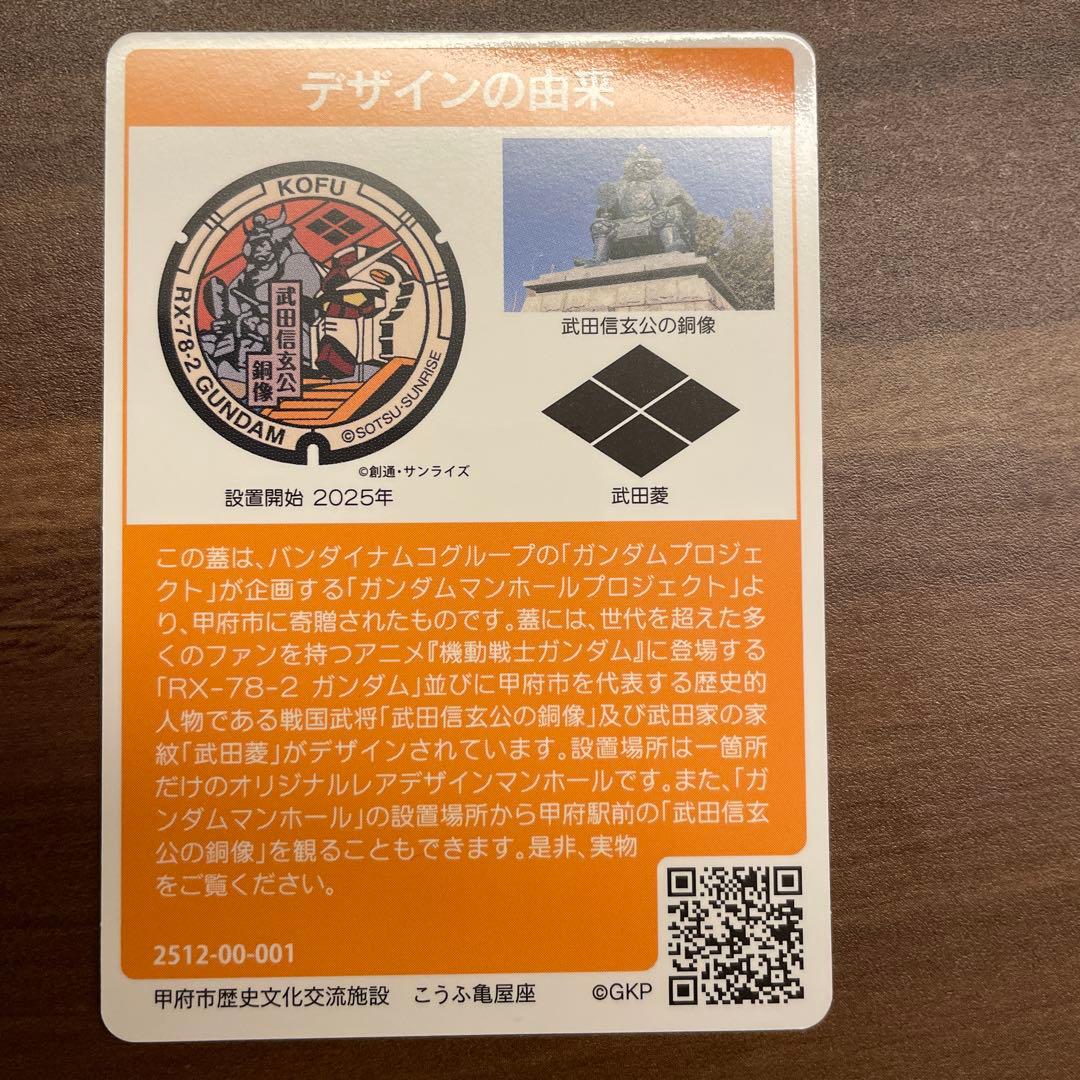 デザインの由来
KOFU
RX-78-2 GUNDAM
武田信玄公
銅像
©SOTSU・SUNRISE
©創通・サンライズ
設置開始 2025年
武田信玄公の銅像
武田菱
この蓋は、バンダイナムコグループの「ガンダムプロジェ
クト」が企画する「ガンダムマンホールプロジェクト」よ
り、甲府市に寄贈されたものです。蓋には、世代を超えた多
くのファンを持つアニメ『機動戦士ガンダム』に登場する
「RX-78-2 ガンダム」並びに甲府市を代表する歴史的
人物である戦国武将「武田信玄公の銅像」及び武田家の家
紋「武田菱」がデザインされています。設置場所は一箇所
だけのオリジナルレアデザインマンホールです。また、「ガ
ンダムマンホール」の設置場所から甲府駅前の「武田信玄
公の銅像」を観ることもできます。是非、実物
をご覧ください。
2512-00-001
甲府市歴史文化交流施設 こうふ亀屋座
©GKP